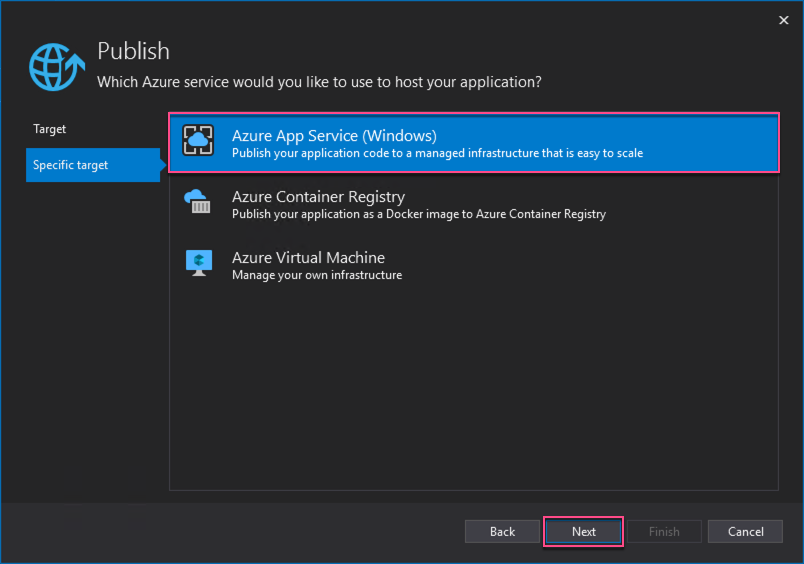 Publish
Which Azure service would you like to use to host your application?
Target
Specific target
Azure App Service (Windows)
Publish your application code to a managed infrastructure that is easy to scale
Azure Container Registry
Publish your application as a Docker image to Azure Container Registry
Azure Virtual Machine
Manage your own infrastructure
Back
Next
Finish
Cancel